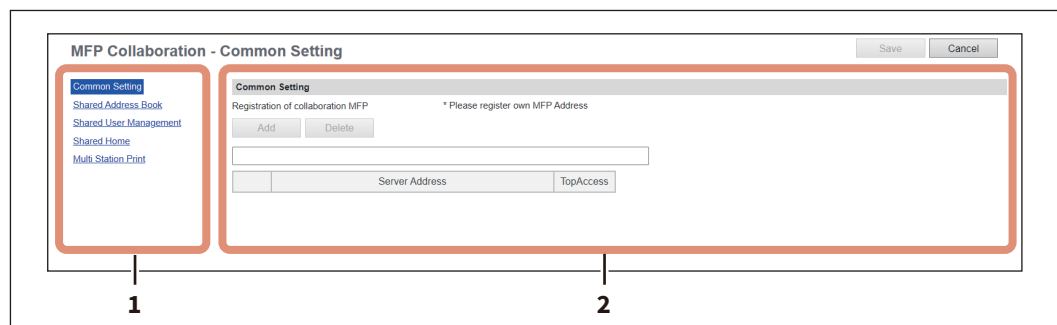 MFP Collaboration - Common Setting
Save
Cancel
Common Setting
Shared Address Book
Shared User Management
Shared Home
Multi Station Print
Common Setting
Registration of collaboration MFP
* Please register own MFP Address
Add
Delete
Server Address
TopAccess
1
2